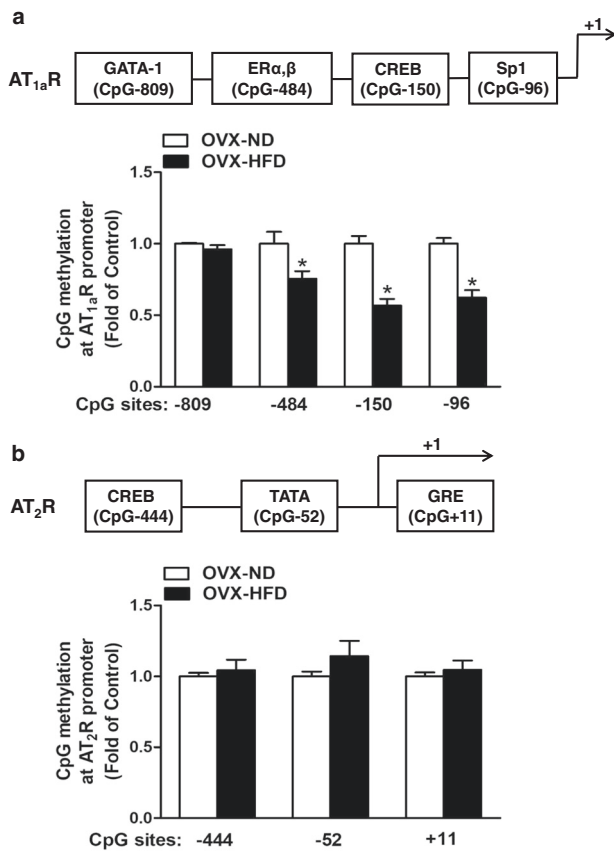 a
+1
AT1aR
GATA-1
(CpG-809)
ERα,β
(CpG-484)
CREB
(CpG-150)
Sp1
(CpG-96)
OVX-ND
OVX-HFD
CpG methylation
at AT1aR promoter
(Fold of Control)
1.5
1.0
0.5
0.0
*
*
*
CpG sites: -809 -484 -150 -96
b
+1
AT2R
CREB
(CpG-444)
TATA
(CpG-52)
GRE
(CpG+11)
OVX-ND
OVX-HFD
CpG methylation
at AT2R promoter
(Fold of Control)
1.5
1.0
0.5
0.0
CpG sites: -444 -52 +11